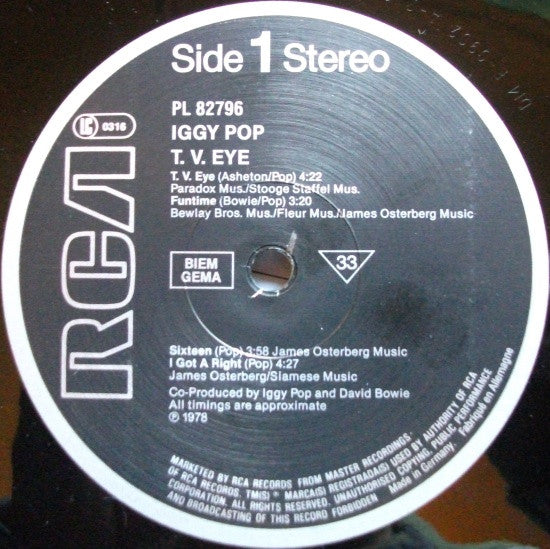 Side 1 Stereo
PL 82796
LC 0316
IGGY POP
T. V. EYE
T. V. Eye (Asheton/Pop) 4:22
Paradox Mus./Stooge Staffel Mus.
Funtime (Bowie/Pop) 3:20
Bewlay Bros. Mus./Fleur Mus./James Osterberg Music
RCA
BIEM
GEMA
33
Sixteen (Pop) 3:58 James Osterberg Music
I Got A Right (Pop) 4:27
James Osterberg/Siamese Music
Co-Produced by Iggy Pop and David Bowie
All timings are approximate
℗ 1978
MARKETED BY RCA RECORDS FROM MASTER RECORDINGS·
OF RCA RECORDS. TM(S) ® MARCA(S) REGISTRADA(S) USED BY AUTHORITY OF RCA
CORPORATION. ALL RIGHTS RESERVED. UNAUTHORISED COPYING, PUBLIC PERFORMANCE
AND BROADCASTING OF THIS RECORD FORBIDDEN
Made in Germany. Fabriqué en Allemagne